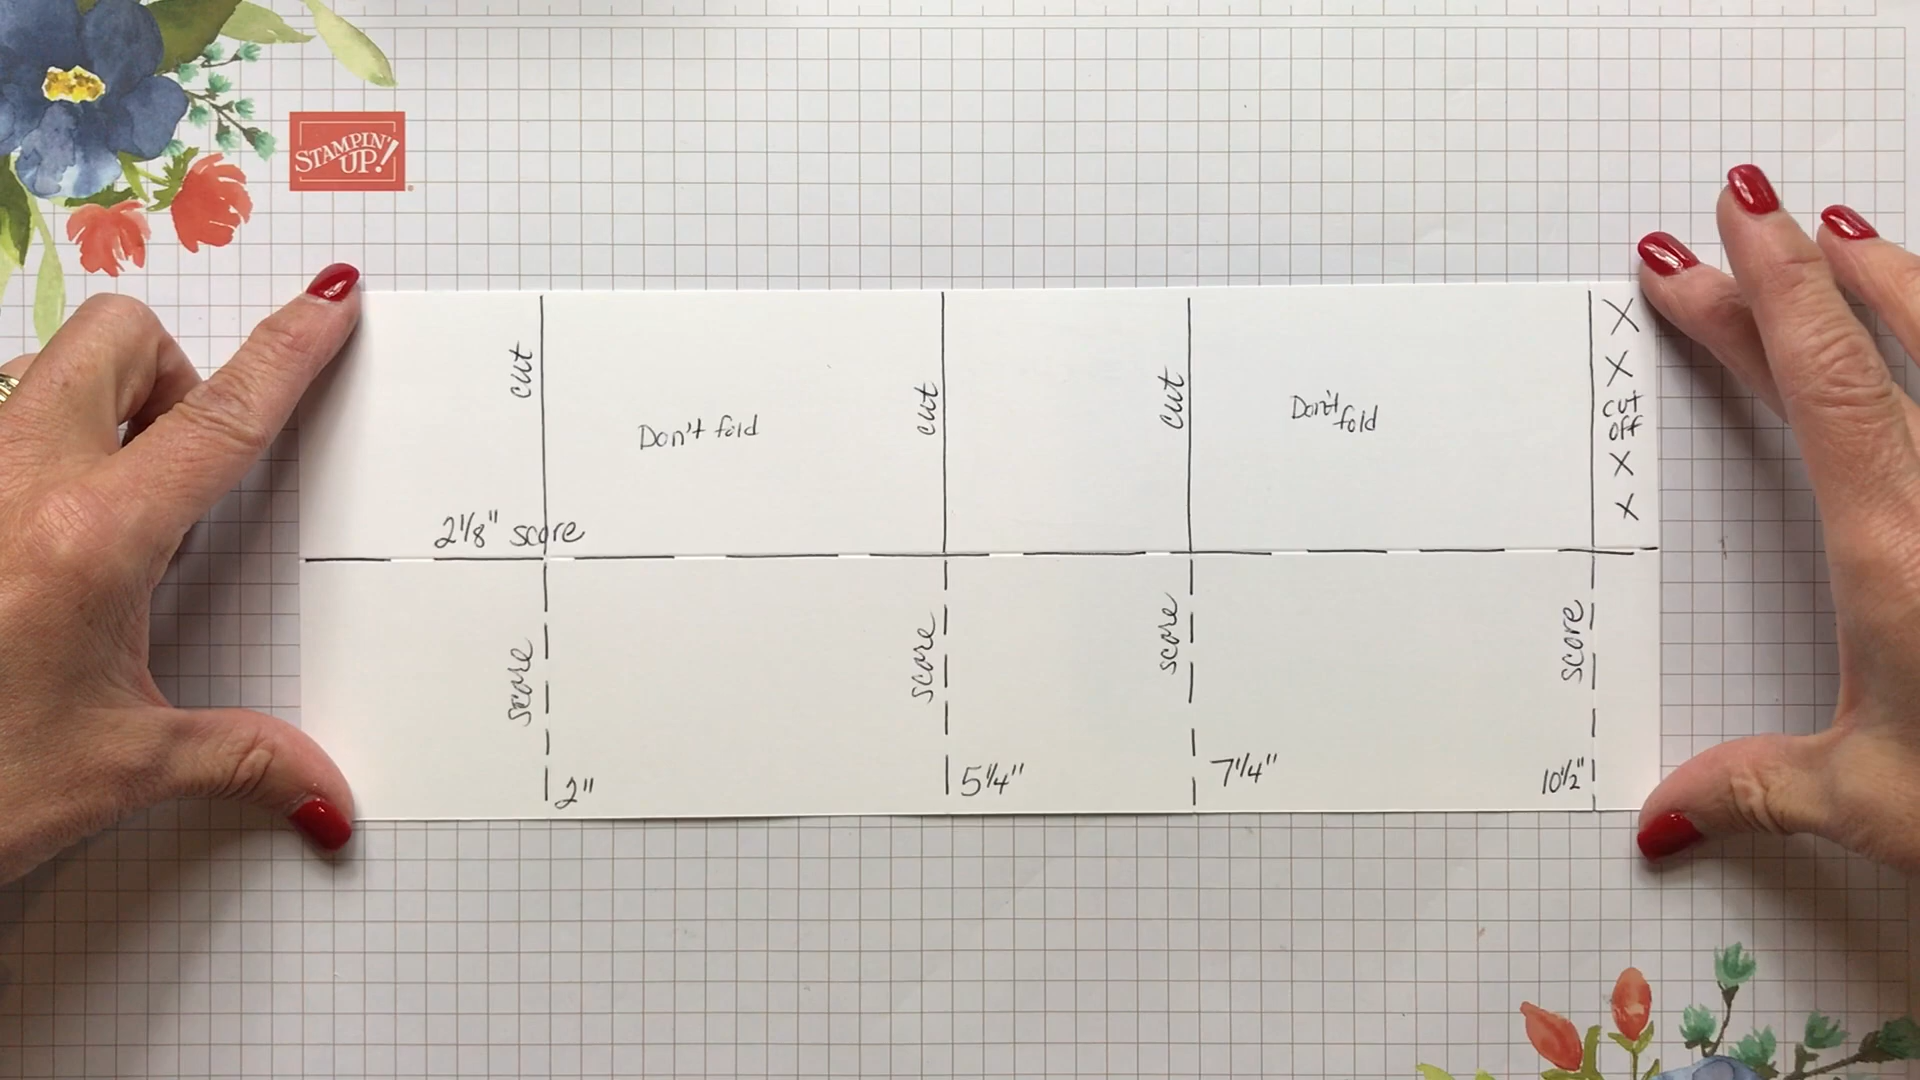 STAMPIN'
UP!
cut
cut
cut
X
X
cut
off
X
X
Don't fold
Don't
fold
2 1/8" score
score
score
score
score
2"
5 1/4"
7 1/4"
10 1/2"